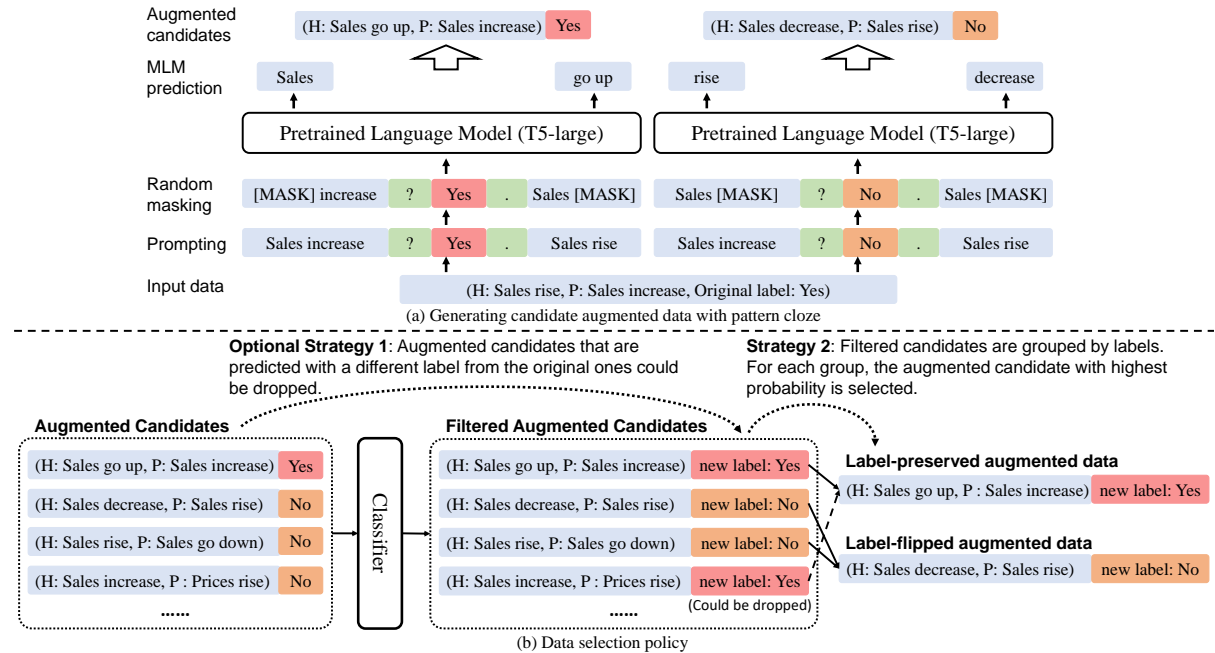 Augmented candidates
(H: Sales go up, P: Sales increase) Yes
(H: Sales decrease, P: Sales rise) No
MLM prediction
Sales
go up
rise
decrease
Pretrained Language Model (T5-large)
Pretrained Language Model (T5-large)
Random masking
[MASK] increase ? Yes . Sales [MASK]
Sales [MASK] ? No . Sales [MASK]
Prompting
Sales increase ? Yes . Sales rise
Sales increase ? No . Sales rise
Input data
(H: Sales rise, P: Sales increase, Original label: Yes)
(a) Generating candidate augmented data with pattern cloze
Optional Strategy 1: Augmented candidates that are
predicted with a different label from the original ones could
be dropped.
Strategy 2: Filtered candidates are grouped by labels.
For each group, the augmented candidate with highest
probability is selected.
Augmented Candidates
(H: Sales go up, P: Sales increase) Yes
(H: Sales decrease, P: Sales rise) No
(H: Sales rise, P: Sales go down) No
(H: Sales increase, P : Prices rise) No
......
Classifier
Filtered Augmented Candidates
(H: Sales go up, P: Sales increase) new label: Yes
(H: Sales decrease, P: Sales rise) new label: No
(H: Sales rise, P: Sales go down) new label: No
(H: Sales increase, P : Prices rise) new label: Yes
(Could be dropped)
......
Label-preserved augmented data
(H: Sales go up, P : Sales increase) new label: Yes
Label-flipped augmented data
(H: Sales decrease, P: Sales rise) new label: No
(b) Data selection policy